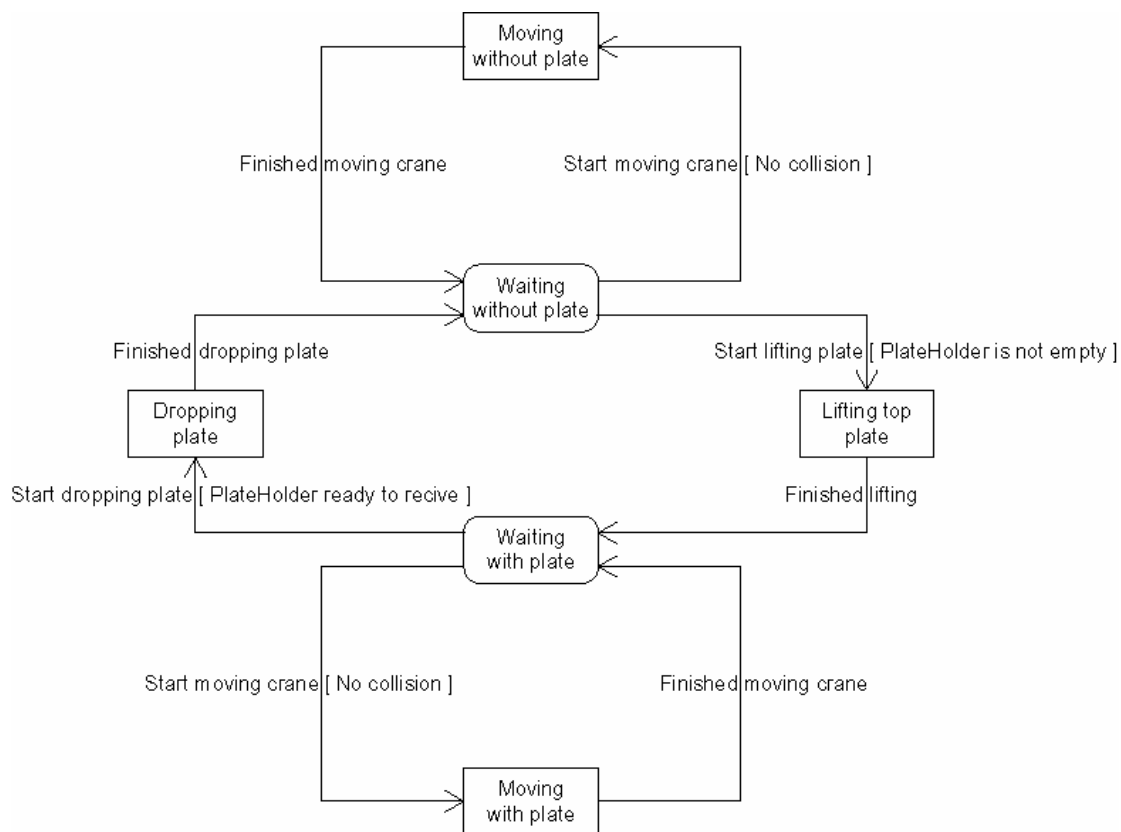 Moving
without plate
Finished moving crane
Start moving crane [ No collision ]
Waiting
without plate
Finished dropping plate
Start lifting plate [ PlateHolder is not empty ]
Dropping
plate
Lifting top
plate
Start dropping plate [ PlateHolder ready to recive ]
Finished lifting
Waiting
with plate
Start moving crane [ No collision ]
Finished moving crane
Moving
with plate